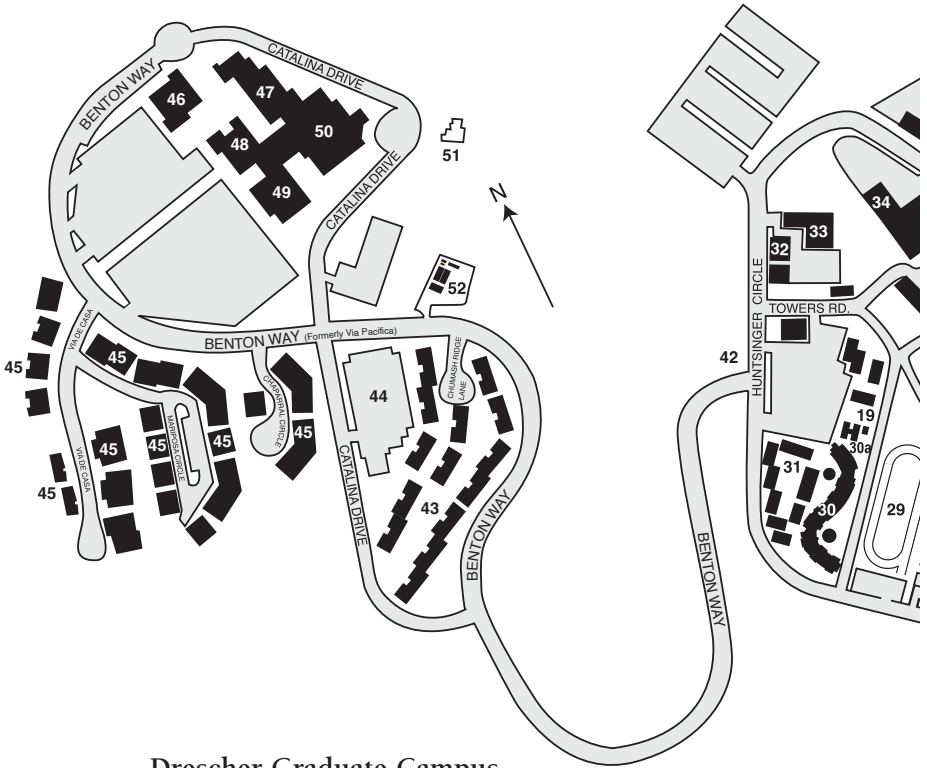 CATALINA DRIVE
BENTON WAY
47
46
50
34
48
51
CATALINA DRIVE
49
N
33
32
52
HUNTSINGER CIRCLE
TOWERS RD.
VIA DE CASA
BENTON WAY (Formerly Via Pacifica)
45
45
42
CHUMASH RIDGE LANE
CHAPARRAL CIRCLE
44
19
MARIPOSA CIRCLE
45
45
45
45
30a
VIA DE CASA
31
45
CATALINA DRIVE
43
30
29
BENTON WAY
BENTON WAY
Drescher Graduate Campus